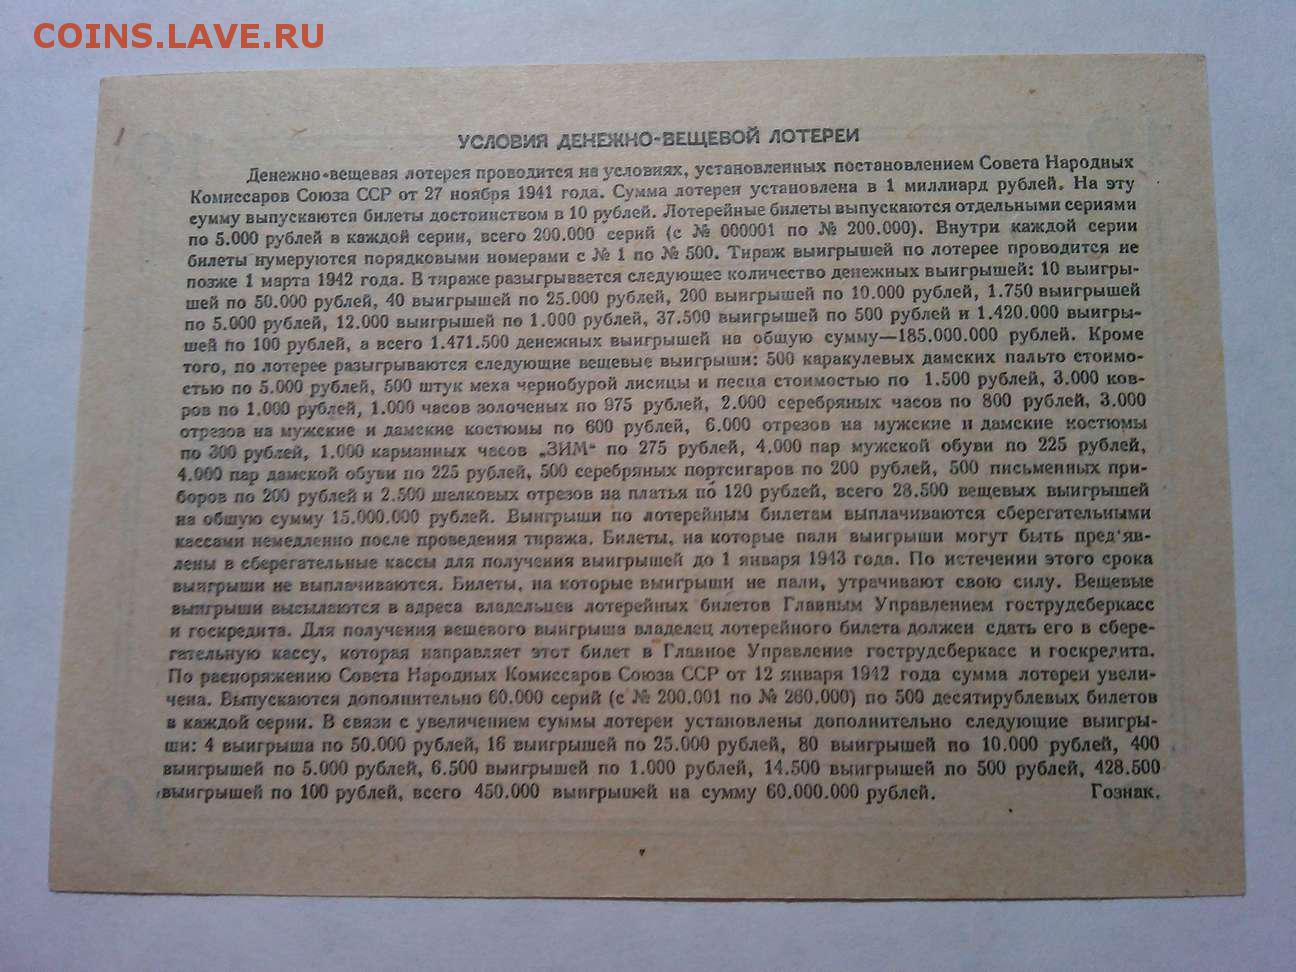 COINS.LAVE.RU
УСЛОВИЯ ДЕНЕЖНО-ВЕЩЕВОЙ ЛОТЕРЕИ
Денежно-вещевая лотерея проводится на условиях, установленных постановлением Совета Народных
Комиссаров Союза ССР от 27 ноября 1941 года. Сумма лотереи установлена в 1 миллиард рублей. На эту
сумму выпускаются билеты достоинством в 10 рублей. Лотерейные билеты выпускаются отдельными сериями
по 5.000 рублей в каждой серии, всего 200.000 серий (с № 000001 по № 200.000). Внутри каждой серии
билеты нумеруются порядковыми номерами с № 1 по № 500. Тираж выигрышей по лотерее проводится не
позже 1 марта 1942 года. В тираже разыгрывается следующее количество денежных выигрышей: 10 выигры-
шей по 50.000 рублей, 40 выигрышей по 25.000 рублей, 200 выигрышей по 10.000 рублей, 1.750 выигрышей
по 5.000 рублей, 12.000 выигрышей по 1.000 рублей, 37.500 выигрышей по 500 рублей и 1.420.000 выигры-
шей по 100 рублей, а всего 1.471.500 денежных выигрышей на общую сумму—185.000.000 рублей. Кроме
того, по лотерее разыгрываются следующие вещевые выигрыши: 500 каракулевых дамских пальто стоимо-
стью по 5.000 рублей, 500 штук меха чернобурой лисицы и песца стоимостью по 1.500 рублей, 3.000 ков-
ров по 1.000 рублей, 1.000 часов золоченых по 975 рублей, 2.000 серебряных часов по 800 рублей, 3.000
отрезов на мужские и дамские костюмы по 600 рублей, 6.000 отрезов на мужские и дамские костюмы
по 300 рублей, 1.000 карманных часов „ЗИМ“ по 275 рублей, 4.000 пар мужской обуви по 225 рублей,
4.000 пар дамской обуви по 225 рублей, 500 серебряных портсигаров по 200 рублей, 500 письменных при-
боров по 200 рублей и 2.500 шелковых отрезов на платья по 120 рублей, всего 28.500 вещевых выигрышей
на общую сумму 15.000.000 рублей. Выигрыши по лотерейным билетам выплачиваются сберегательными
кассами немедленно после проведения тиража. Билеты, на которые пали выигрыши могут быть пред'яв-
лены в сберегательные кассы для получения выигрышей до 1 января 1943 года. По истечении этого срока
выигрыши не выплачиваются. Билеты, на которые выигрыши не пали, утрачивают свою силу. Вещевые
выигрыши высылаются в адреса владельцев лотерейных билетов Главным Управлением гострудсберкасс
и госкредита. Для получения вещевого выигрыша владелец лотерейного билета должен сдать его в сбере-
гательную кассу, которая направляет этот билет в Главное Управление гострудсберкасс и госкредита.
По распоряжению Совета Народных Комиссаров Союза ССР от 12 января 1942 года сумма лотереи увели-
чена. Выпускаются дополнительно 60.000 серий (с № 200.001 по № 260.000) по 500 десятирублевых билетов
в каждой серии. В связи с увеличением суммы лотереи установлены дополнительно следующие выигры-
ши: 4 выигрыша по 50.000 рублей, 16 выигрышей по 25.000 рублей, 80 выигрышей по 10.000 рублей, 400
выигрышей по 5.000 рублей, 6.500 выигрышей по 1.000 рублей, 14.500 выигрышей по 500 рублей, 428.500
выигрышей по 100 рублей, всего 450.000 выигрышей на сумму 60.000.000 рублей. Гознак.